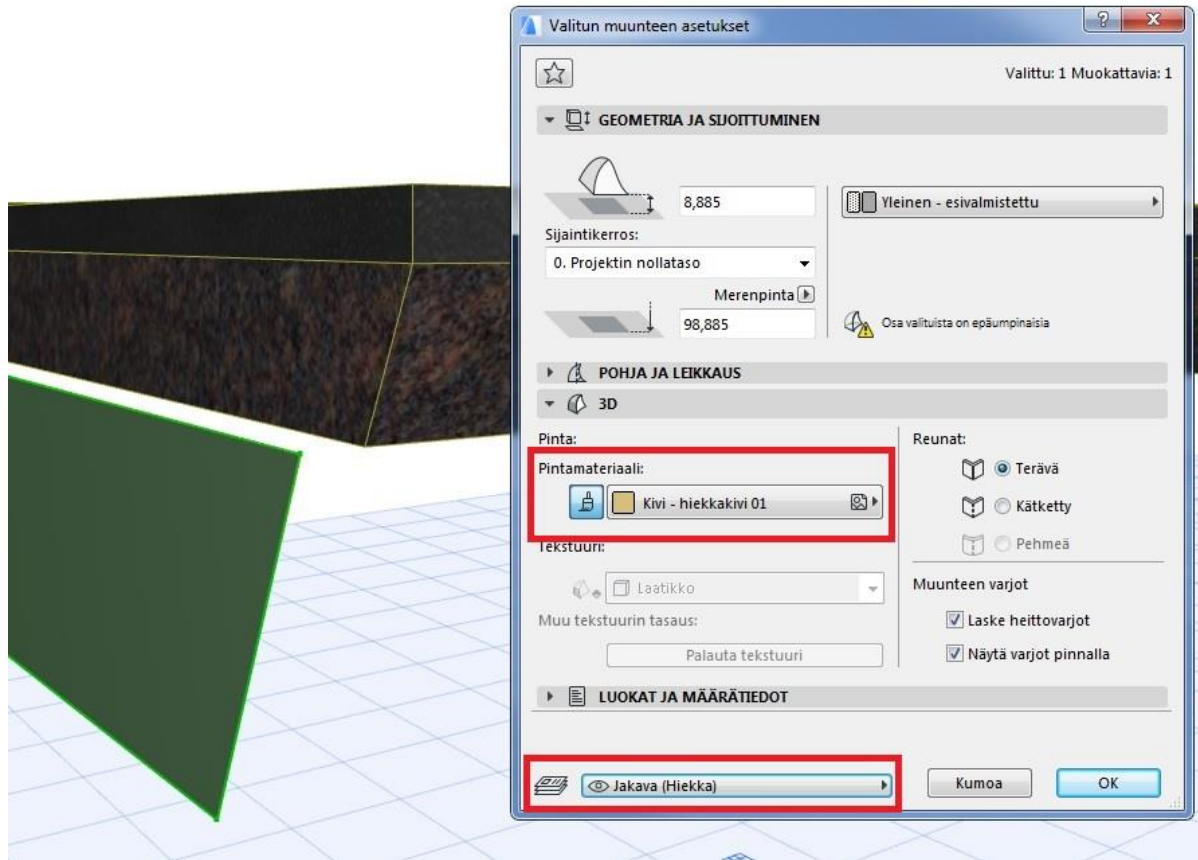 Valitun muunteen asetukset
Valittu: 1 Muokattavia: 1
GEOMETRIA JA SIJOITTUMINEN
8,885
Yleinen - esivalmistettu
Sijaintikerros:
0. Projektin nollataso
Merenpinta
98,885
Osa valituista on epäumpinaisia
POHJA JA LEIKKAUS
3D
Pinta:
Reunat:
Pintamateriaali:
Terävä
Kivi - hiekkakivi 01
Kätketty
Pehmeä
Tekstuuri:
Laatikko
Muunteen varjot
Muu tekstuurin tasaus:
Laske heittovarjot
Palauta tekstuuri
Näytä varjot pinnalla
LUOKAT JA MÄÄRÄTIEDOT
Jakava (Hiekka)
Kumoa
OK